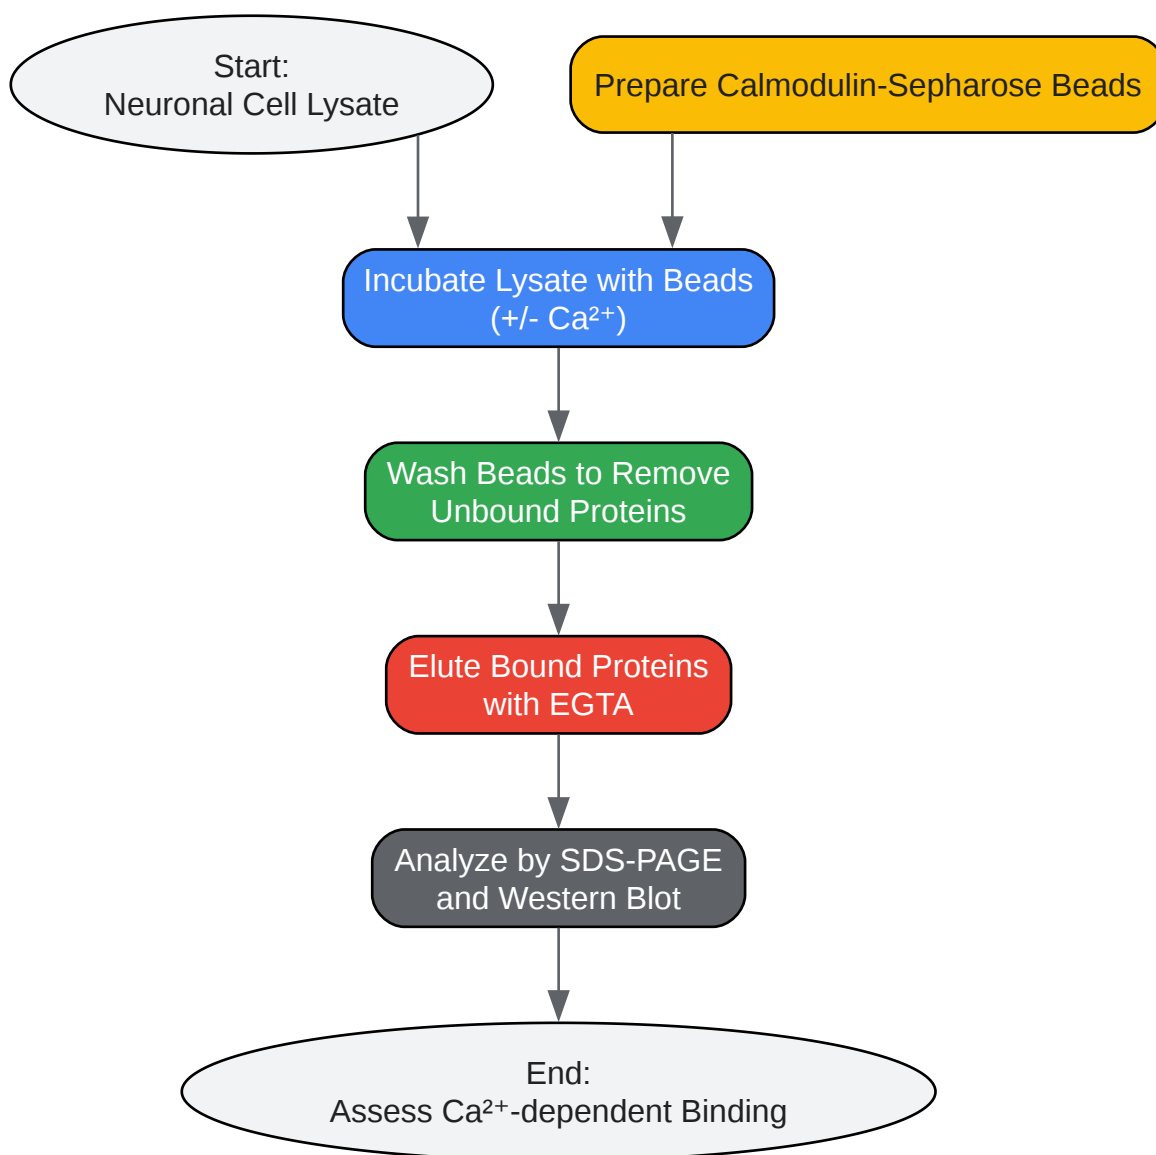 Start:
Neuronal Cell Lysate
Prepare Calmodulin-Sepharose Beads
Incubate Lysate with Beads
(+/- Ca²⁺)
Wash Beads to Remove
Unbound Proteins
Elute Bound Proteins
with EGTA
Analyze by SDS-PAGE
and Western Blot
End:
Assess Ca²⁺-dependent Binding